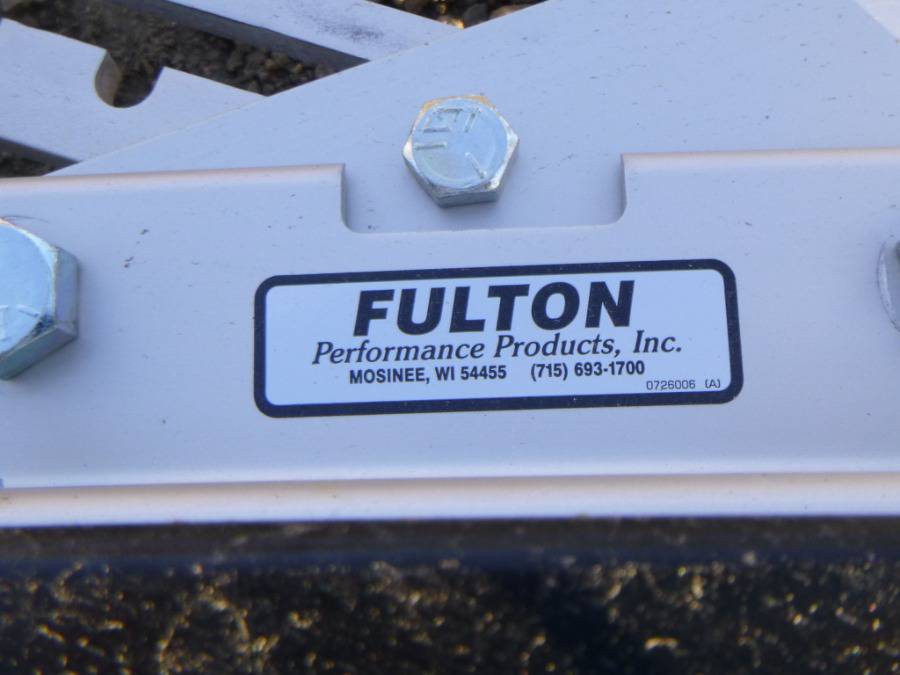 FULTON
Performance Products, Inc.
MOSINEE, WI 54455 (715) 693-1700
0726006 (A)